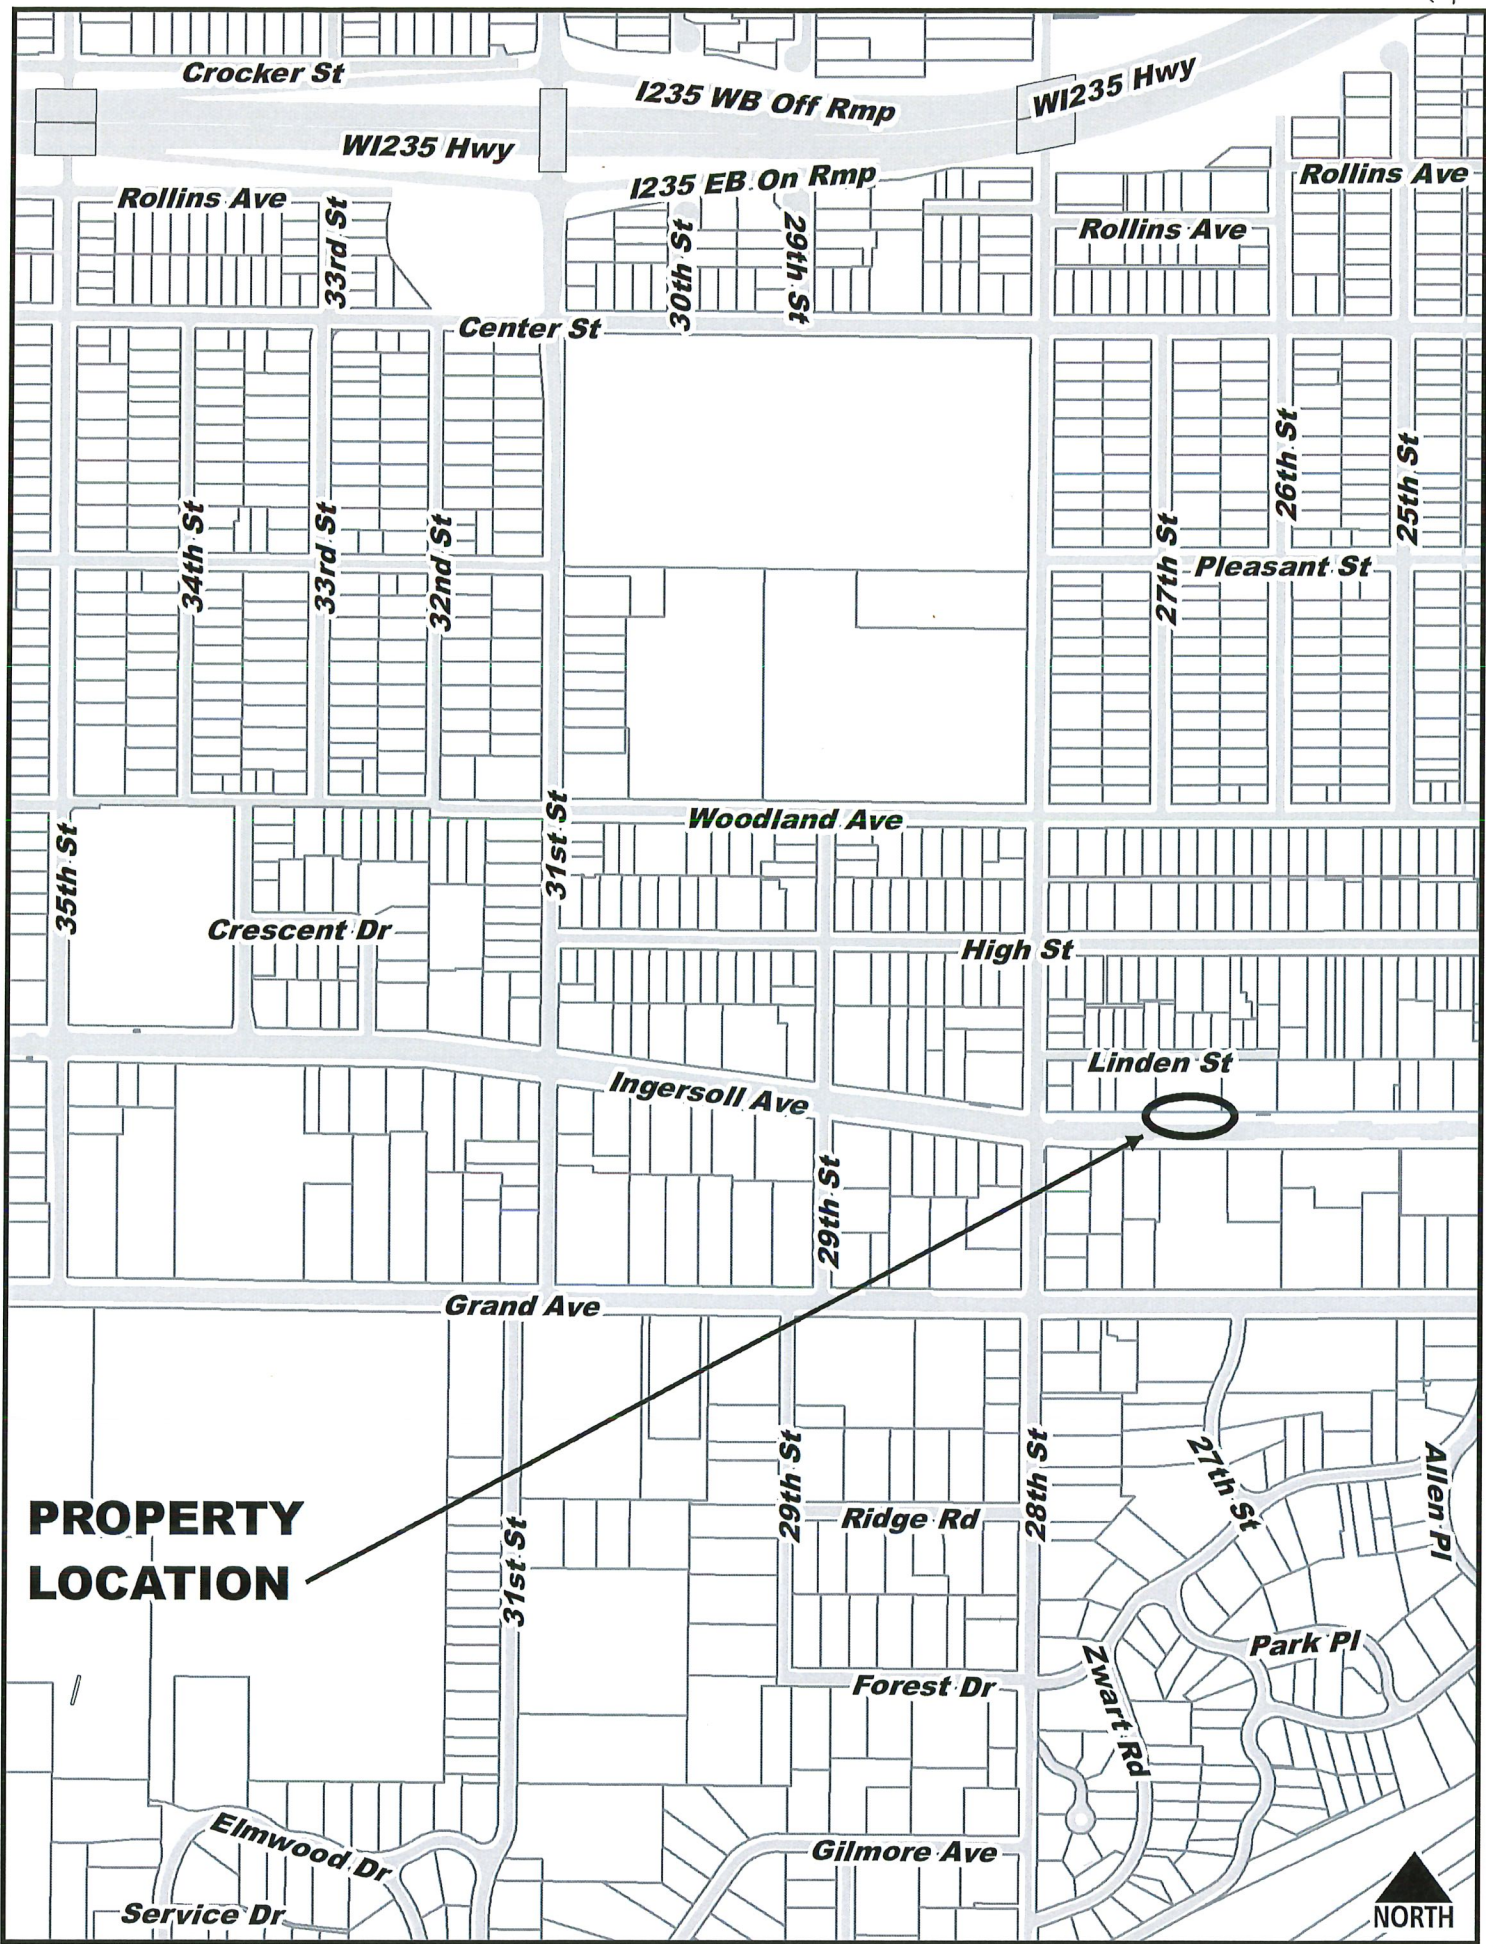 Crocker St
I235 WB Off Rmp
WI235 Hwy
WI235 Hwy
I235 EB On Rmp
Rollins Ave
Rollins Ave
Rollins Ave
33rd St
30th St
29th St
Center St
34th St
33rd St
32nd St
26th St
25th St
27th St
Pleasant St
Woodland Ave
31st St
35th St
Crescent Dr
High St
Linden St
Ingersoll Ave
29th St
Grand Ave
PROPERTY
LOCATION
31st St
29th St
Ridge Rd
28th St
27th St
Allen Pl
Park Pl
Forest Dr
Zwart Rd
Elmwood Dr
Gilmore Ave
Service Dr
NORTH